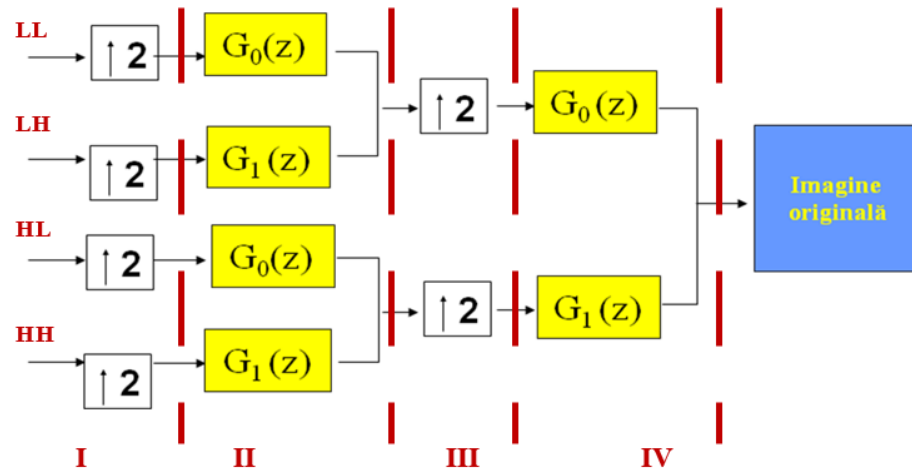 LL
↑ 2
G₀(z)
LH
↑ 2
G₁(z)
↑ 2
G₀(z)
HL
↑ 2
G₀(z)
HH
↑ 2
G₁(z)
↑ 2
G₁(z)
Imagine
originală
I
II
III
IV